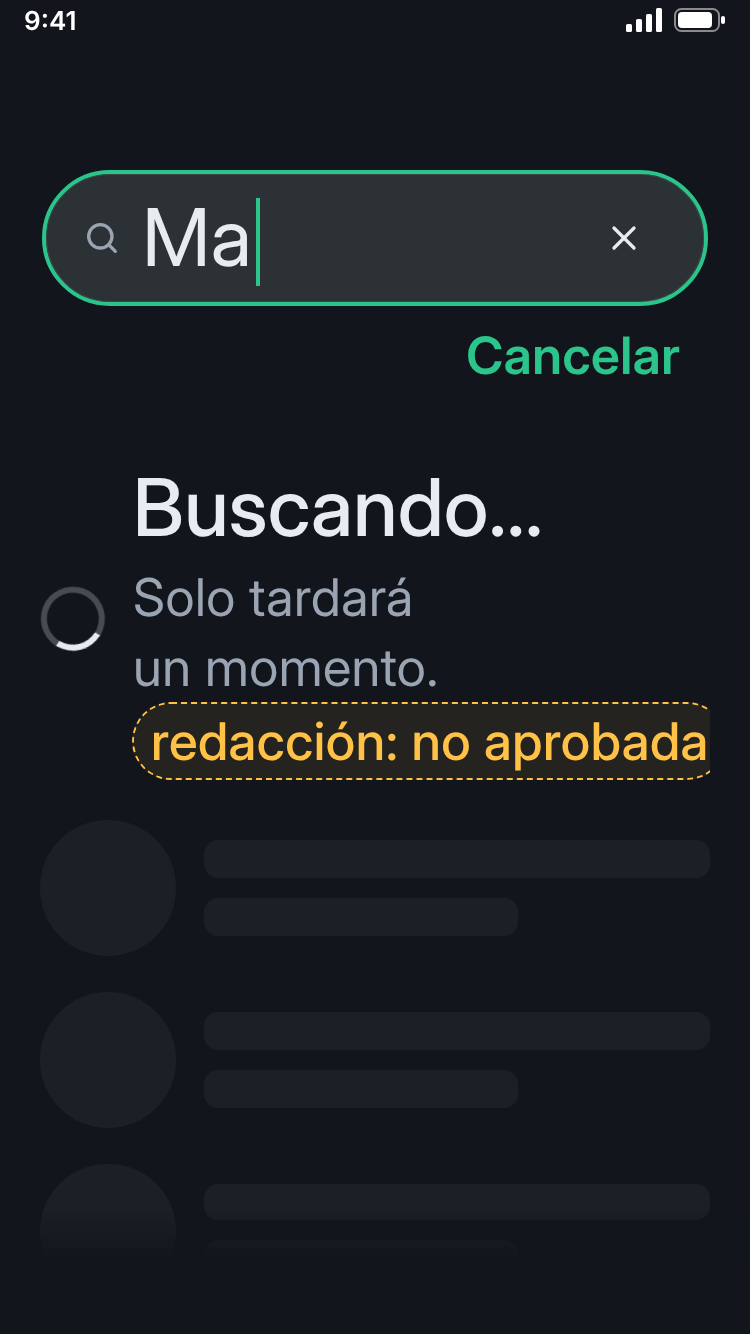 9:41
Ma
Cancelar
Buscando...
Solo tardará
un momento.
redacción: no aprobada